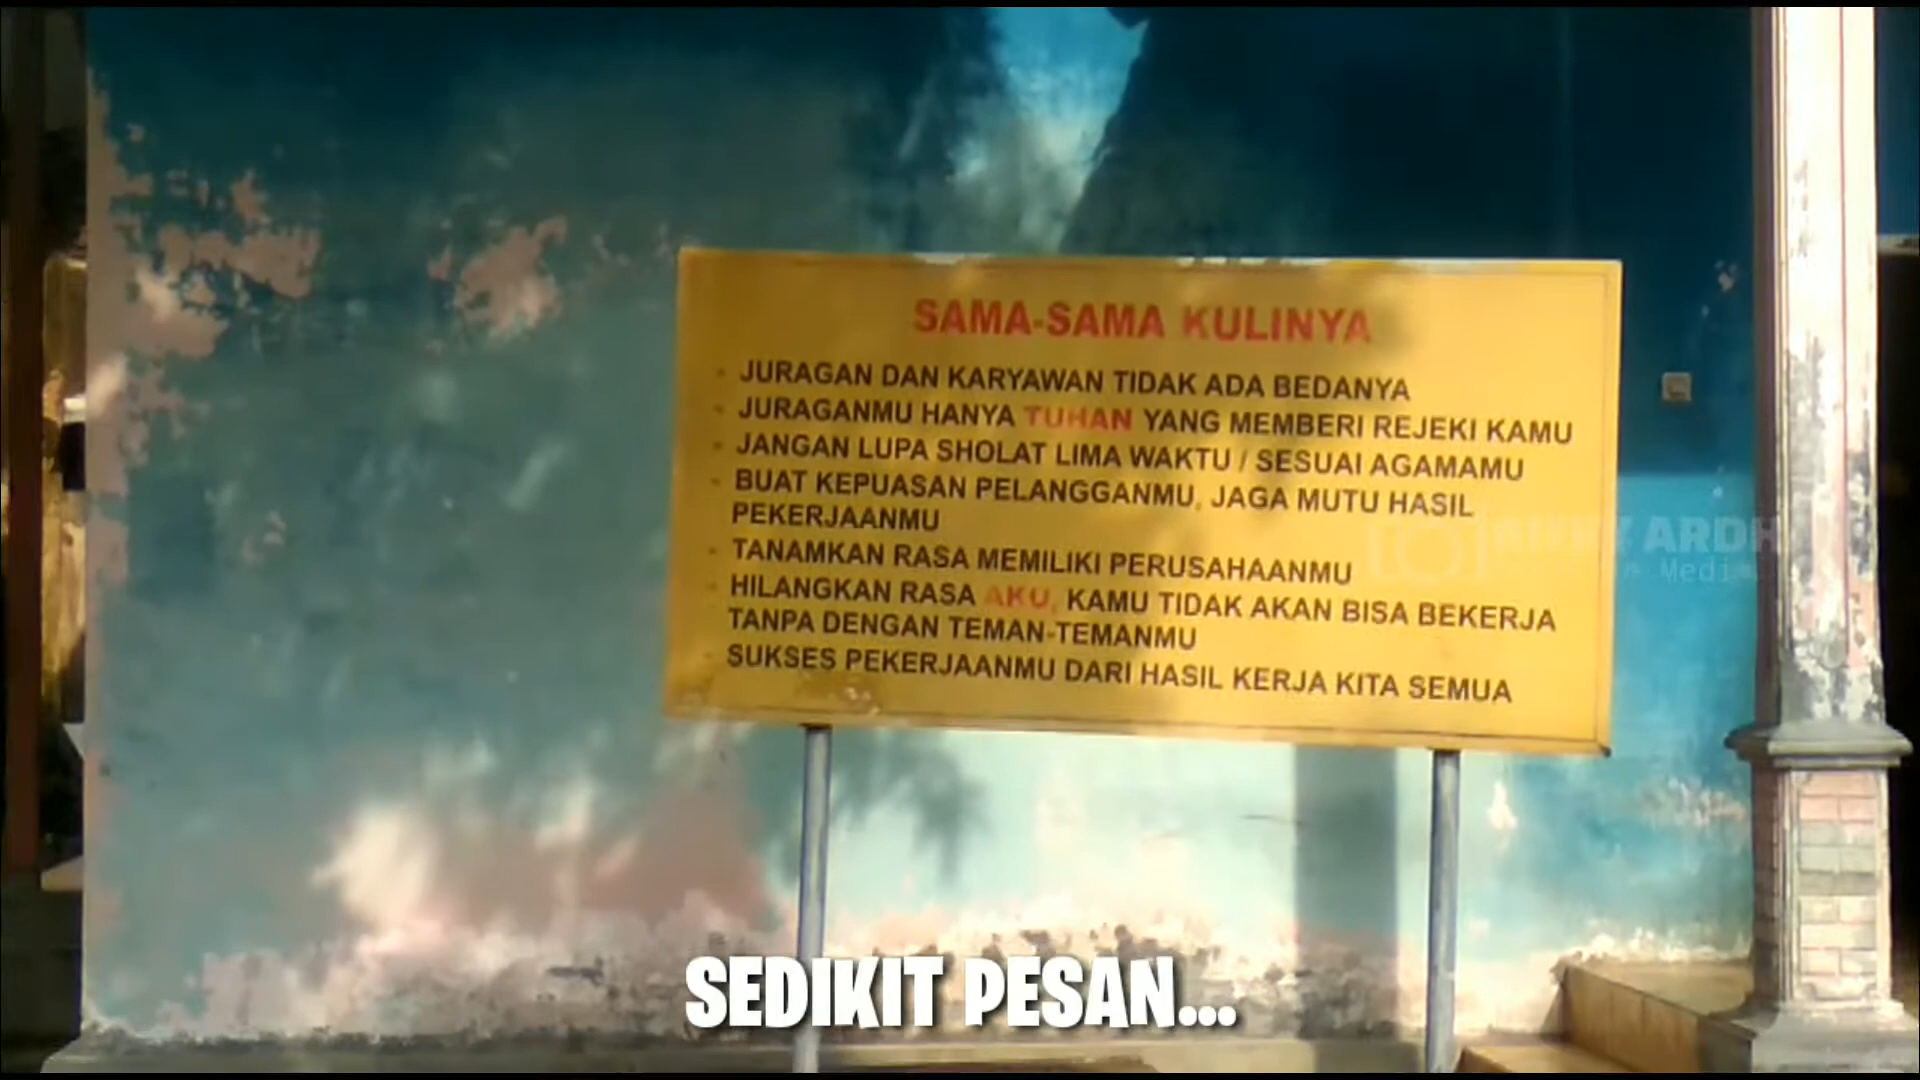 SAMA-SAMA KULINYA
- JURAGAN DAN KARYAWAN TIDAK ADA BEDANYA
- JURAGANMU HANYA TUHAN YANG MEMBERI REJEKI KAMU
- JANGAN LUPA SHOLAT LIMA WAKTU / SESUAI AGAMAMU
- BUAT KEPUASAN PELANGGANMU, JAGA MUTU HASIL
PEKERJAANMU
- TANAMKAN RASA MEMILIKI PERUSAHAANMU
- HILANGKAN RASA AKU, KAMU TIDAK AKAN BISA BEKERJA
TANPA DENGAN TEMAN-TEMANMU
- SUKSES PEKERJAANMU DARI HASIL KERJA KITA SEMUA
SEDIKIT PESAN...